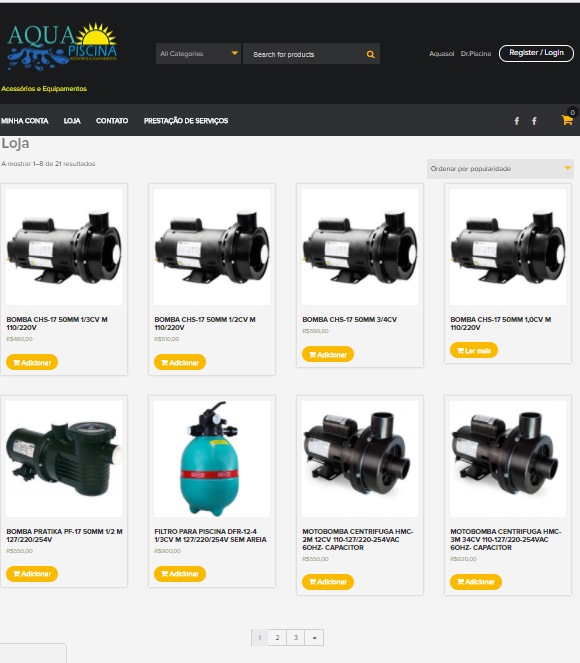 AQUA
PISCINA
ACESSÓRIOS & EQUIPAMENTOS
All Categories
Search for products
Aquasol Dr.Piscina
Register / Login
Acessórios e Equipamentos
MINHA CONTA LOJA CONTATO PRESTAÇÃO DE SERVIÇOS
0
Loja
A mostrar 1–8 de 21 resultados
Ordenar por popularidade
BOMBA CHS-17 50MM 1/3CV M
110/220V
R$460,00
Adicionar
BOMBA CHS-17 50MM 1/2CV M
110/220V
R$510,00
Adicionar
BOMBA CHS-17 50MM 3/4CV
R$590,00
Adicionar
BOMBA CHS-17 50MM 1,0CV M
110/220V
Ler mais
BOMBA PRATIKA PF-17 50MM 1/2 M
127/220/254V
R$550,00
Adicionar
FILTRO PARA PISCINA DFR-12-4
1/3CV M 127/220/254V SEM AREIA
R$900,00
Adicionar
MOTOBOMBA CENTRIFUGA HMC-
2M 12CV 110-127/220-254VAC
60HZ- CAPACITOR
R$550,00
Adicionar
MOTOBOMBA CENTRIFUGA HMC-
3M 34CV 110-127/220-254VAC
60HZ- CAPACITOR
R$620,00
Adicionar
1 2 3